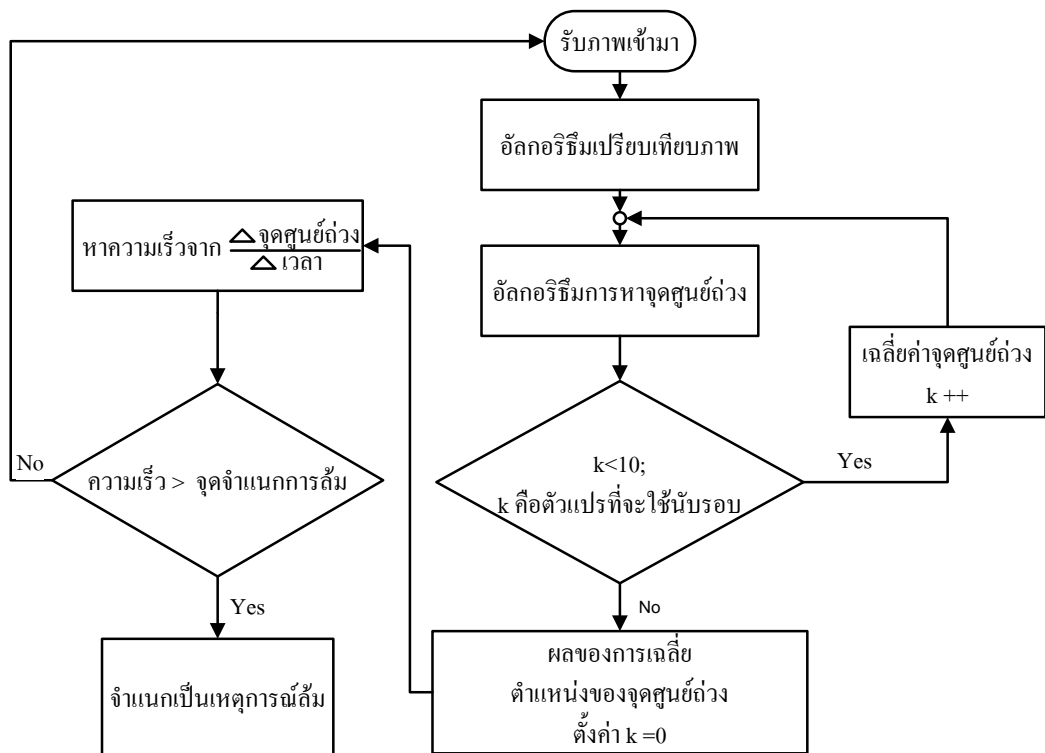 รับภาพเข้ามา
อัลกอริธึมเปรียบเทียบภาพ
อัลกอริธึมการหาจุดศูนย์ถ่วง
k<10;
k คือตัวแปรที่จะใช้นับรอบ
Yes
เฉลี่ยค่าจุดศูนย์ถ่วง
k ++
No
ผลของการเฉลี่ย
ตำแหน่งของจุดศูนย์ถ่วง
ตั้งค่า k =0
หาความเร็วจาก △ จุดศูนย์ถ่วง
△ เวลา
ความเร็ว > จุดจำแนกการล้ม
No
Yes
จำแนกเป็นเหตุการณ์ล้ม